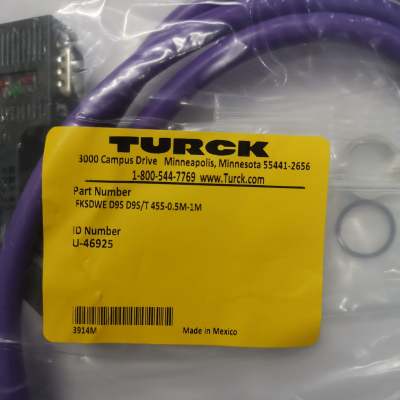 TURCK
3000 Campus Drive Minneapolis, Minnesota 55441-2656
1-800-544-7769 www.Turck.com
Part Number
FKSDWE D9S D9S/T 455-0.5M-1M
ID Number
U-46925
3914M
Made in Mexico